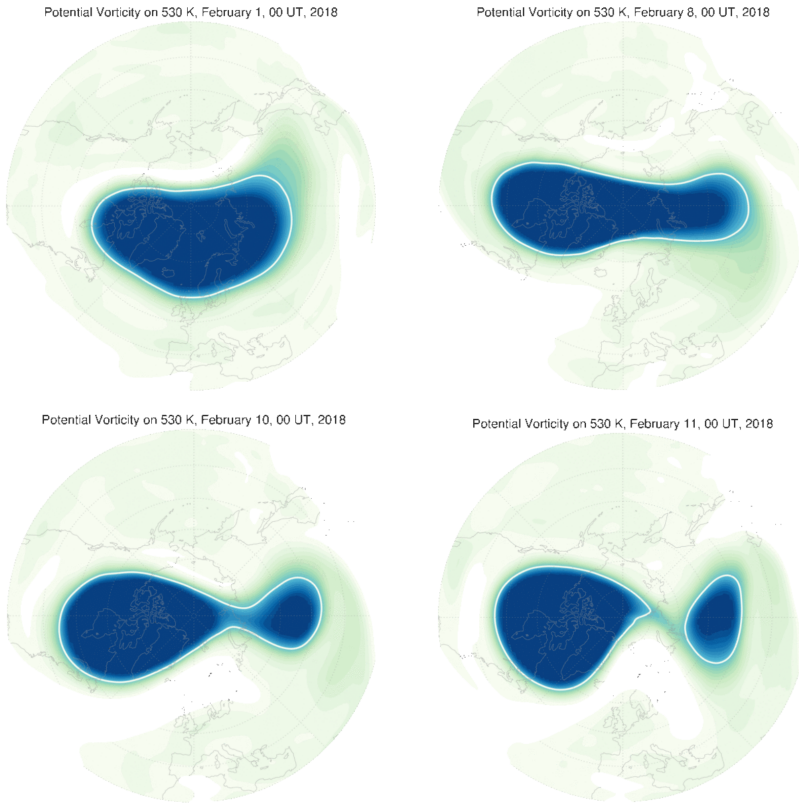 Potential Vorticity on 530 K, February 1, 00 UT, 2018
Potential Vorticity on 530 K, February 8, 00 UT, 2018
Potential Vorticity on 530 K, February 10, 00 UT, 2018
Potential Vorticity on 530 K, February 11, 00 UT, 2018